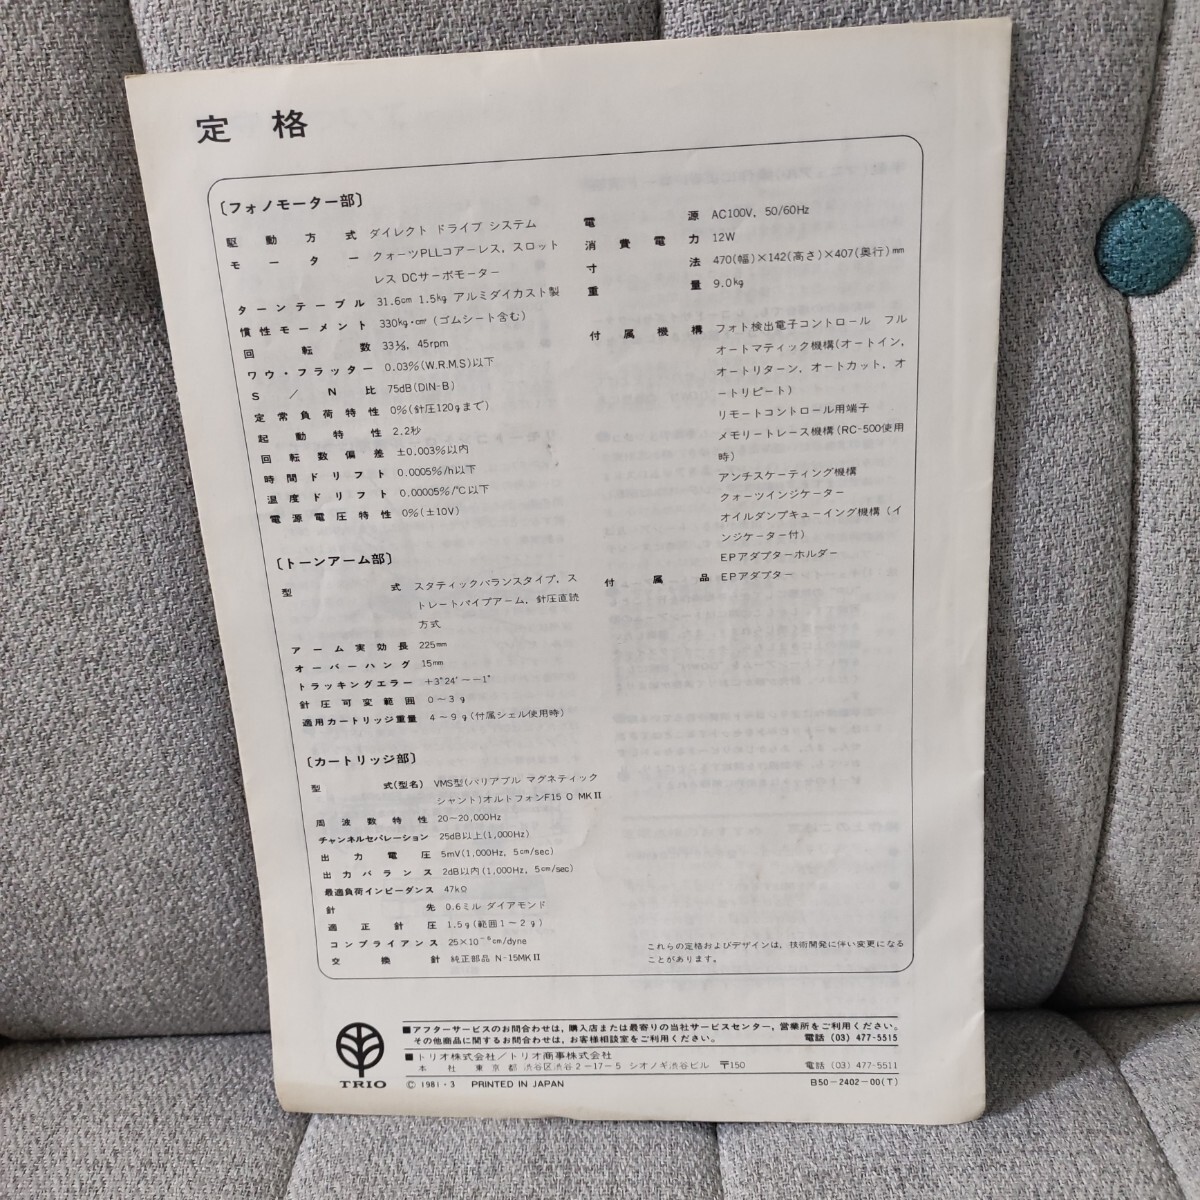 定格
〔フォノモーター部〕
駆動方式 ダイレクト ドライブ システム
モーター クォーツPLLコアーレス，スロット
レス DCサーボモーター
ターンテーブル 31.6cm 1.5kg アルミダイカスト製
慣性モーメント 330kg・cm²（ゴムシート含む）
回転数 33⅓，45rpm
ワウ・フラッター 0.03%(W.R.M.S)以下
S／N比 75dB(DIN-B)
定常負荷特性 0%(針圧120gまで)
起動特性 2.2秒
回転数偏差 ±0.003%以内
時間ドリフト 0.0005%/h以下
温度ドリフト 0.00005%/℃以下
電源電圧特性 0%(±10V)
〔トーンアーム部〕
型式 スタティックバランスタイプ，ス
トレートパイプアーム，針圧直読
方式
アーム実効長 225mm
オーバーハング 15mm
トラッキングエラー +3°24′〜−1°
針圧可変範囲 0〜3g
適用カートリッジ重量 4〜9g(付属シェル使用時)
〔カートリッジ部〕
型式(型名) VMS型(バリアブル マグネティック
シャント)オルトフォンF15 O MKⅡ
周波数特性 20〜20,000Hz
チャンネルセパレーション 25dB以上(1,000Hz)
出力電圧 5mV(1,000Hz, 5cm/sec)
出力バランス 2dB以内(1,000Hz, 5cm/sec)
最適負荷インピーダンス 47kΩ
針先 0.6ミル ダイアモンド
適正針圧 1.5g(範囲1〜2g)
コンプライアンス 25×10⁻⁶cm/dyne
交換針 純正部品 N-15MKⅡ
電源 AC100V，50/60Hz
消費電力 12W
寸法 470(幅)×142(高さ)×407(奥行)mm
重量 9.0kg
付属機構 フォト検出電子コントロール フル
オートマティック機構(オートイン，
オートリターン，オートカット，オ
ートリピート)
リモートコントロール用端子
メモリートレース機構(RC-500使用
時)
アンチスケーティング機構
クォーツインジケーター
オイルダンプキューイング機構（イ
ンジケーター付）
EPアダプターホルダー
付属品 EPアダプター
これらの定格およびデザインは，技術開発に伴い変更になる
ことがあります。
■アフターサービスのお問合わせは，購入店または最寄りの当社サービスセンター，営業所をご利用ください。
その他商品に関するお問合わせは，お客様相談室をご利用ください。 電話 (03) 477-5515
■トリオ株式会社／トリオ商事株式会社
本社 東京都渋谷区渋谷2−17−5 シオノギ渋谷ビル 〒150 電話 (03) 477-5511
TRIO © 1981・3 PRINTED IN JAPAN B50−2402−00(T)